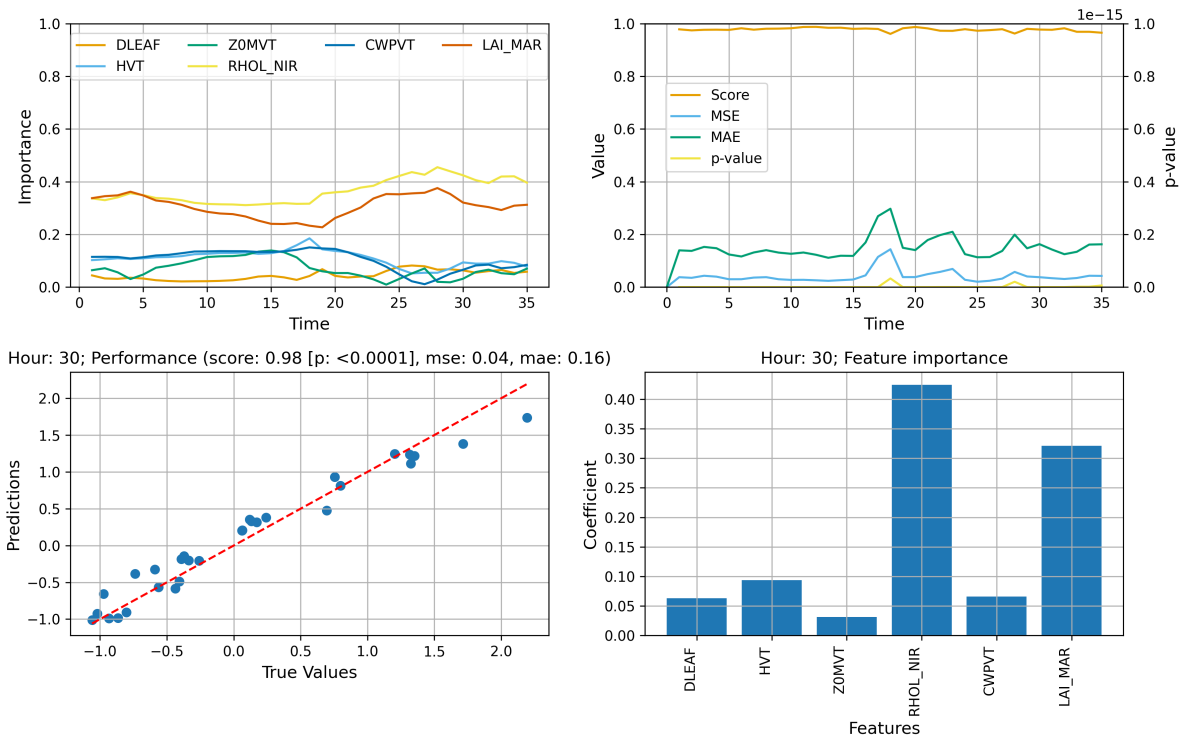 1e−15
1.0
0.8
0.6
0.4
0.2
0.0
Importance
DLEAF Z0MVT CWPVT LAI_MAR
HVT RHOL_NIR
0 5 10 15 20 25 30 35
Time
1.0
0.8
0.6
0.4
0.2
0.0
Value
Score
MSE
MAE
p-value
1.0
0.8
0.6
0.4
0.2
0.0
p-value
0 5 10 15 20 25 30 35
Time
Hour: 30; Performance (score: 0.98 [p: <0.0001], mse: 0.04, mae: 0.16)
2.0
1.5
1.0
0.5
0.0
−0.5
−1.0
Predictions
−1.0 −0.5 0.0 0.5 1.0 1.5 2.0
True Values
Hour: 30; Feature importance
0.40
0.35
0.30
0.25
0.20
0.15
0.10
0.05
0.00
Coefficient
DLEAF
HVT
Z0MVT
RHOL_NIR
CWPVT
LAI_MAR
Features